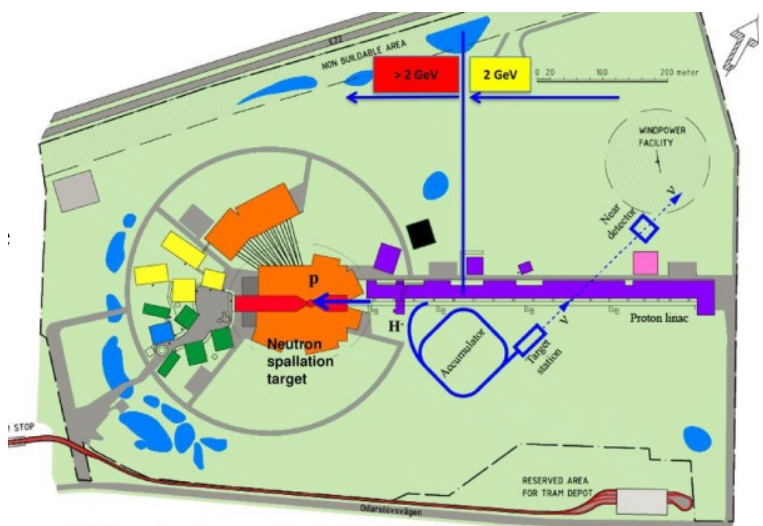 E22
NON BUILDABLE AREA
> 2 GeV
2 GeV
0 20 100 200 meter
WINDPOWER
FACILITY
ν
Near
detector
p
H-
Neutron
spallation
target
Accumulator
Target
station
ν
Proton linac
STOP
RESERVED AREA
FOR TRAM DEPOT
Odarslövsvägen